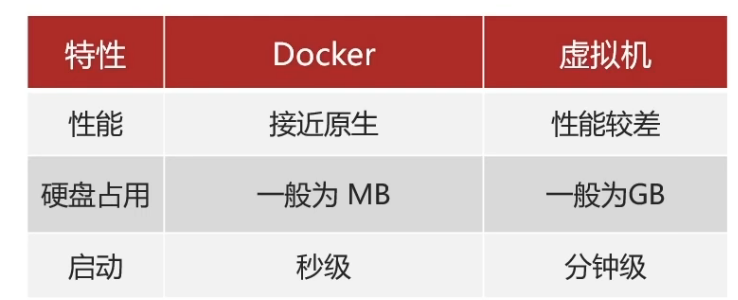 特性 Docker 虚拟机
性能 接近原生 性能较差
硬盘占用 一般为 MB 一般为GB
启动 秒级 分钟级